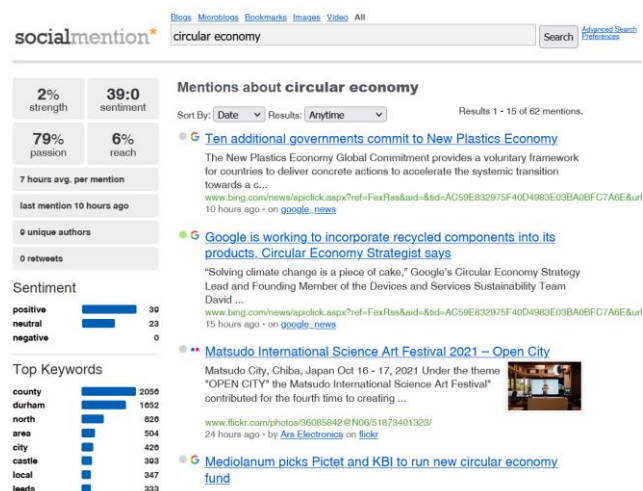 Blogs Microblogs Bookmarks Images Video All
socialmention*
circular economy
Search
Advanced Search
Preferences
2%
strength
39:0
sentiment
79%
passion
6%
reach
7 hours avg. per mention
last mention 10 hours ago
9 unique authors
0 retweets
Sentiment
positive 39
neutral 23
negative 0
Top Keywords
county 2056
durham 1652
north 826
area 504
city 426
castle 393
local 347
leeds 333
Mentions about circular economy
Sort By: Date Results: Anytime Results 1 - 15 of 62 mentions.
Ten additional governments commit to New Plastics Economy
The New Plastics Economy Global Commitment provides a voluntary framework
for countries to deliver concrete actions to accelerate the systemic transition
towards a c...
www.bing.com/news/apiclick.aspx?ref=FexRss&aid=&tid=AC59E832975F40D4983E03BA0BFC7A6E&url
10 hours ago - on google_news
Google is working to incorporate recycled components into its
products, Circular Economy Strategist says
“Solving climate change is a piece of cake,” Google’s Circular Economy Strategy
Lead and Founding Member of the Devices and Services Sustainability Team
David ...
www.bing.com/news/apiclick.aspx?ref=FexRss&aid=&tid=AC59E832975F40D4983E03BA0BFC7A6E&url
15 hours ago - on google_news
Matsudo International Science Art Festival 2021 – Open City
Matsudo City, Chiba, Japan Oct 16 - 17, 2021 Under the theme
"OPEN CITY" the Matsudo International Science Art Festival"
contributed for the fourth time to creating ...
www.flickr.com/photos/36085842@N06/51873401323/
24 hours ago - by Ars Electronica on flickr
Mediolanum picks Pictet and KBI to run new circular economy
fund